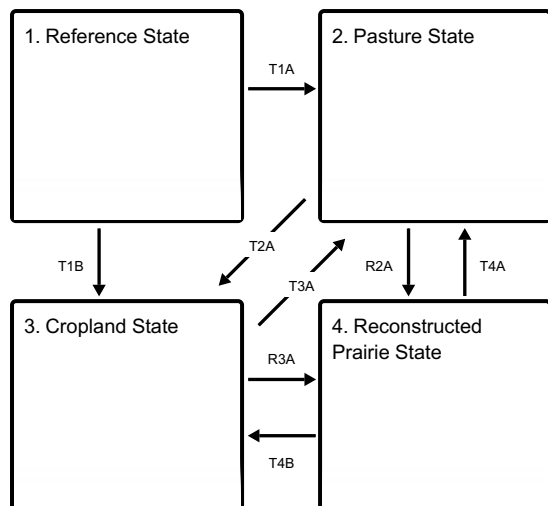 1. Reference State
2. Pasture State
T1A
T2A
T1B
T3A
R2A
T4A
3. Cropland State
4. Reconstructed
Prairie State
R3A
T4B